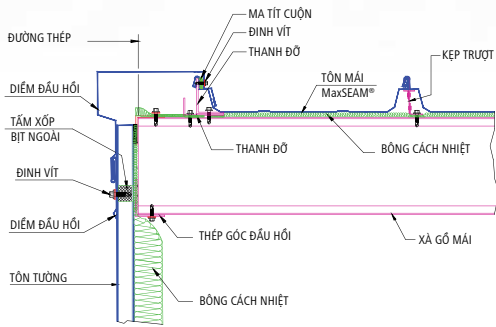 MA TÍT CUỘN
ĐƯỜNG THÉP
ĐINH VÍT
THANH ĐỠ
KẸP TRƯỢT
DIỀM ĐẦU HỒI
TÔN MÁI
MaxSEAM®
TẤM XỐP
BỊT NGOÀI
THANH ĐỠ
BÔNG CÁCH NHIỆT
ĐINH VÍT
DIỀM ĐẦU HỒI
THÉP GÓC ĐẦU HỒI
XÀ GỒ MÁI
TÔN TƯỜNG
BÔNG CÁCH NHIỆT